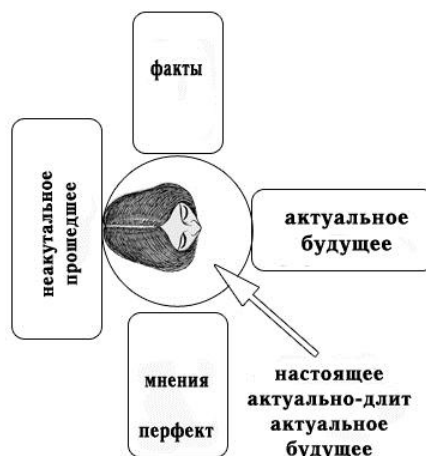 факты
неакутальное
прошедшее
актуальное
будущее
мнения
перфект
настоящее
актуально-длит
актуальное
будущее